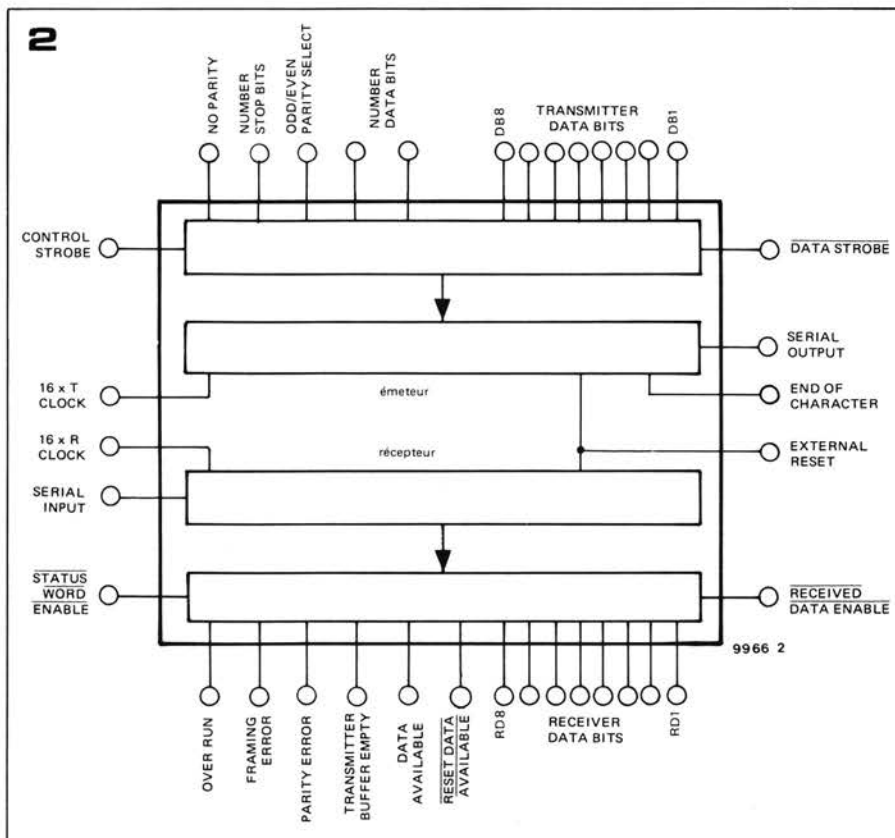 2
NO PARITY
NUMBER
STOP BITS
ODD/EVEN
PARITY SELECT
NUMBER
DATA BITS
DB8
TRANSMITTER
DATA BITS
DB1
CONTROL
STROBE
DATA STROBE
SERIAL
OUTPUT
16 x T
CLOCK
émeteur
END OF
CHARACTER
16 x R
CLOCK
récepteur
EXTERNAL
RESET
SERIAL
INPUT
STATUS
WORD
ENABLE
RECEIVED
DATA ENABLE
9966 2
OVER RUN
FRAMING
ERROR
PARITY ERROR
TRANSMITTER
BUFFER EMPTY
DATA
AVAILABLE
RESET DATA
AVAILABLE
RD8
RECEIVER
DATA BITS
RD1